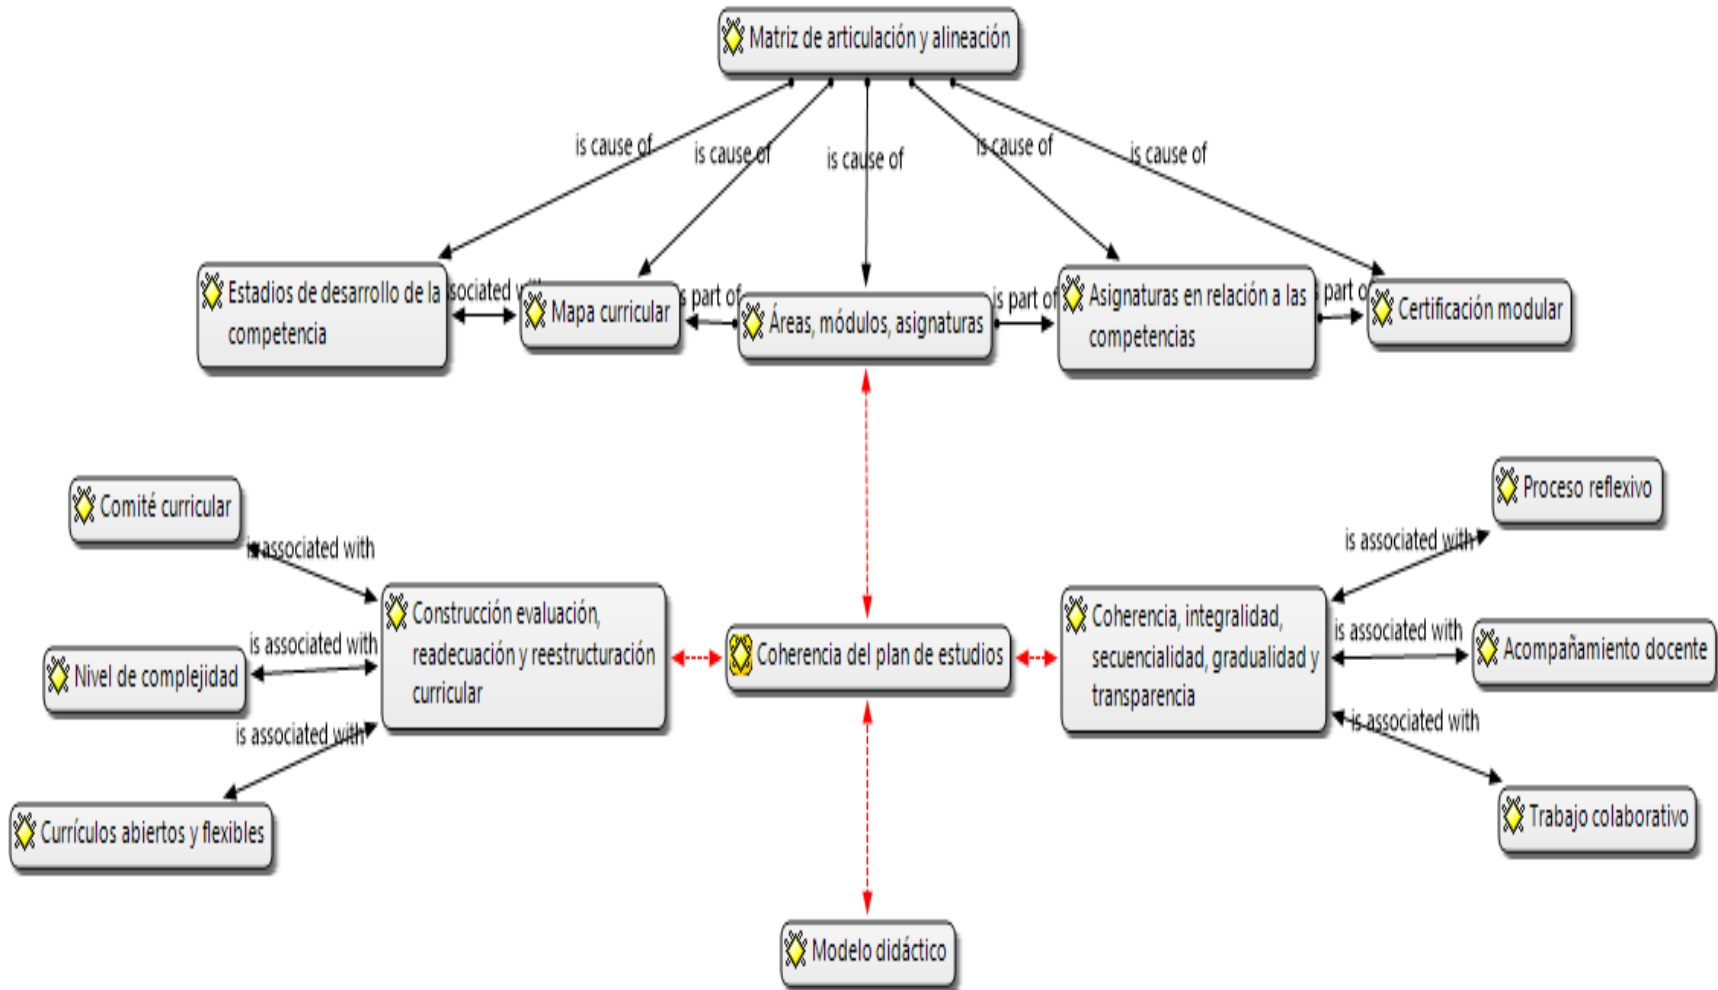 Matriz de articulación y alineación
is cause of
is cause of
is cause of
is cause of
is cause of
Estadios de desarrollo de la
competencia
Mapa curricular
is part of
Áreas, módulos, asignaturas
is part of
Asignaturas en relación a las
competencias
part of
Certificación modular
Comité curricular
is associated with
Nivel de complejidad
is associated with
Currículos abiertos y flexibles
is associated with
Construcción evaluación,
readecuación y reestructuración
curricular
Coherencia del plan de estudios
Coherencia, integralidad,
secuencialidad, gradualidad y
transparencia
Proceso reflexivo
is associated with
Acompañamiento docente
is associated with
Trabajo colaborativo
is associated with
Modelo didáctico